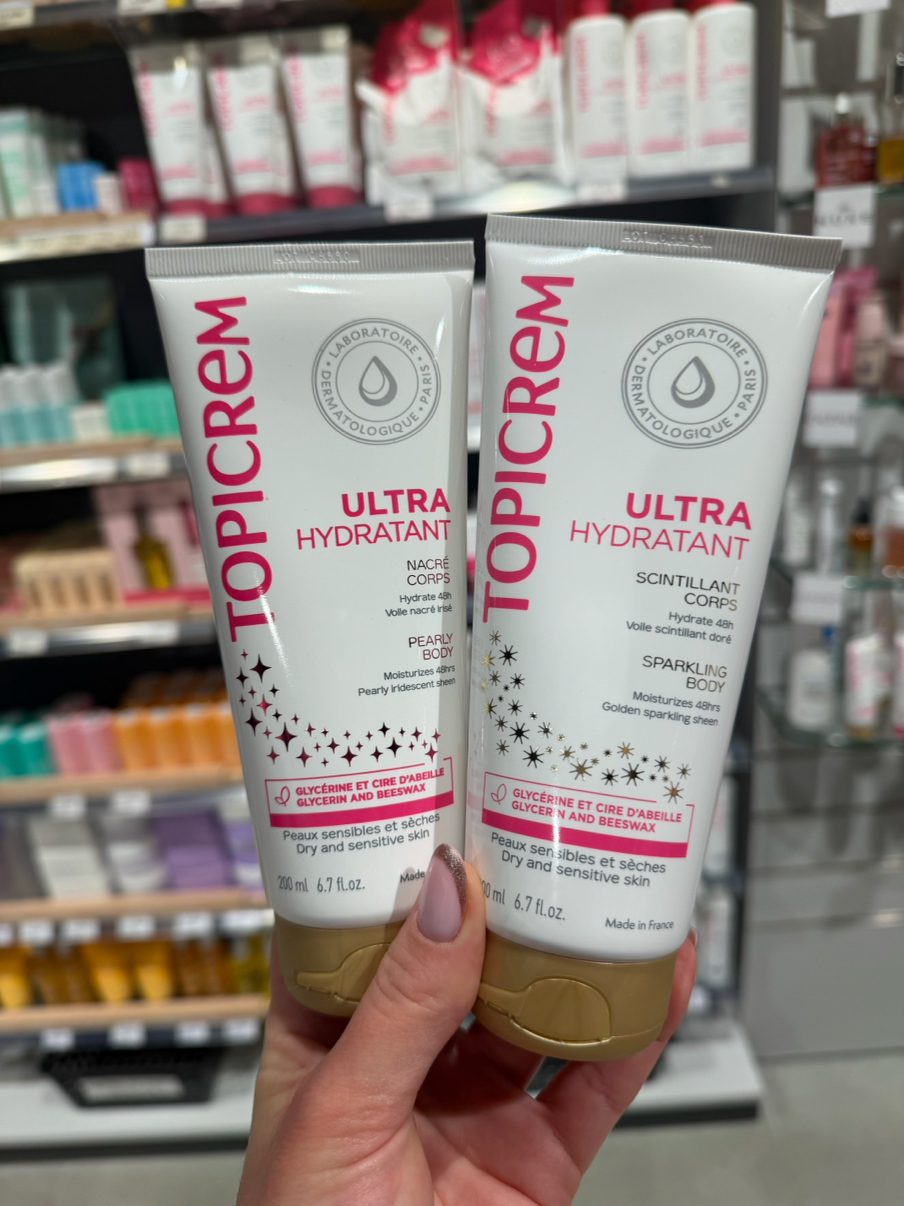 TOPICREM
LABORATOIRE
DERMATOLOGIQUE • PARIS
ULTRA
HYDRATANT
NACRÉ
CORPS
Hydrate 48h
Voile nacré irisé
PEARLY
BODY
Moisturizes 48hrs
Pearly iridescent sheen
GLYCÉRINE ET CIRE D'ABEILLE
GLYCERIN AND BEESWAX
Peaux sensibles et sèches
Dry and sensitive skin
200 ml 6.7 fl.oz.
Made
TOPICREM
LABORATOIRE
DERMATOLOGIQUE • PARIS
ULTRA
HYDRATANT
SCINTILLANT
CORPS
Hydrate 48h
Voile scintillant doré
SPARKLING
BODY
Moisturizes 48hrs
Golden sparkling sheen
GLYCÉRINE ET CIRE D'ABEILLE
GLYCERIN AND BEESWAX
Peaux sensibles et sèches
Dry and sensitive skin
00 ml 6.7 fl.oz.
Made in France